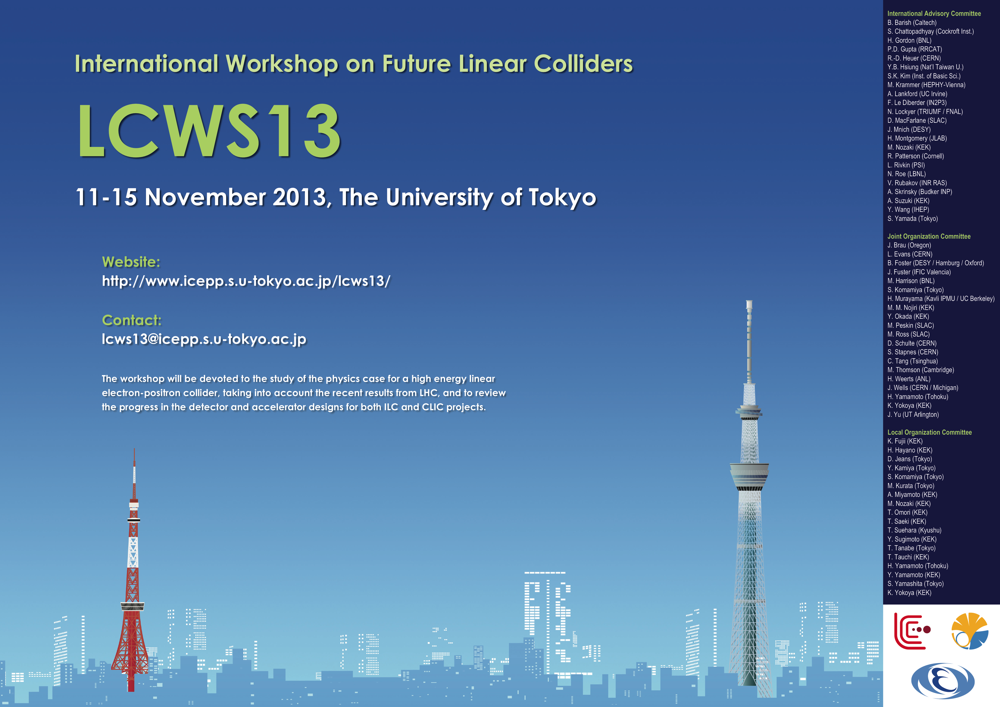 International Workshop on Future Linear Colliders
LCWS13
11-15 November 2013, The University of Tokyo
Website:
http://www.icepp.s.u-tokyo.ac.jp/lcws13/
Contact:
lcws13@icepp.s.u-tokyo.ac.jp
The workshop will be devoted to the study of the physics case for a high energy linear
electron-positron collider, taking into account the recent results from LHC, and to review
the progress in the detector and accelerator designs for both ILC and CLIC projects.
International Advisory Committee
B. Barish (Caltech)
S. Chattopadhyay (Cockroft Inst.)
H. Gordon (BNL)
P.D. Gupta (RRCAT)
R.-D. Heuer (CERN)
Y.B. Hsiung (Nat'l Taiwan U.)
S.K. Kim (Inst. of Basic Sci.)
M. Krammer (HEPHY-Vienna)
A. Lankford (UC Irvine)
F. Le Diberder (IN2P3)
N. Lockyer (TRIUMF / FNAL)
D. MacFarlane (SLAC)
J. Mnich (DESY)
H. Montgomery (JLAB)
M. Nozaki (KEK)
R. Patterson (Cornell)
L. Rivkin (PSI)
N. Roe (LBNL)
V. Rubakov (INR RAS)
A. Skrinsky (Budker INP)
A. Suzuki (KEK)
Y. Wang (IHEP)
S. Yamada (Tokyo)
Joint Organization Committee
J. Brau (Oregon)
L. Evans (CERN)
B. Foster (DESY / Hamburg / Oxford)
J. Fuster (IFIC Valencia)
M. Harrison (BNL)
S. Komamiya (Tokyo)
H. Murayama (Kavli IPMU / UC Berkeley)
M. M. Nojiri (KEK)
Y. Okada (KEK)
M. Peskin (SLAC)
M. Ross (SLAC)
D. Schulte (CERN)
S. Stapnes (CERN)
C. Tang (Tsinghua)
M. Thomson (Cambridge)
H. Weerts (ANL)
J. Wells (CERN / Michigan)
H. Yamamoto (Tohoku)
K. Yokoya (KEK)
J. Yu (UT Arlington)
Local Organization Committee
K. Fujii (KEK)
H. Hayano (KEK)
D. Jeans (Tokyo)
Y. Kamiya (Tokyo)
S. Komamiya (Tokyo)
M. Kurata (Tokyo)
A. Miyamoto (KEK)
M. Nozaki (KEK)
T. Omori (KEK)
T. Saeki (KEK)
T. Suehara (Kyushu)
Y. Sugimoto (KEK)
T. Tanabe (Tokyo)
T. Tauchi (KEK)
H. Yamamoto (Tohoku)
Y. Yamamoto (KEK)
S. Yamashita (Tokyo)
K. Yokoya (KEK)